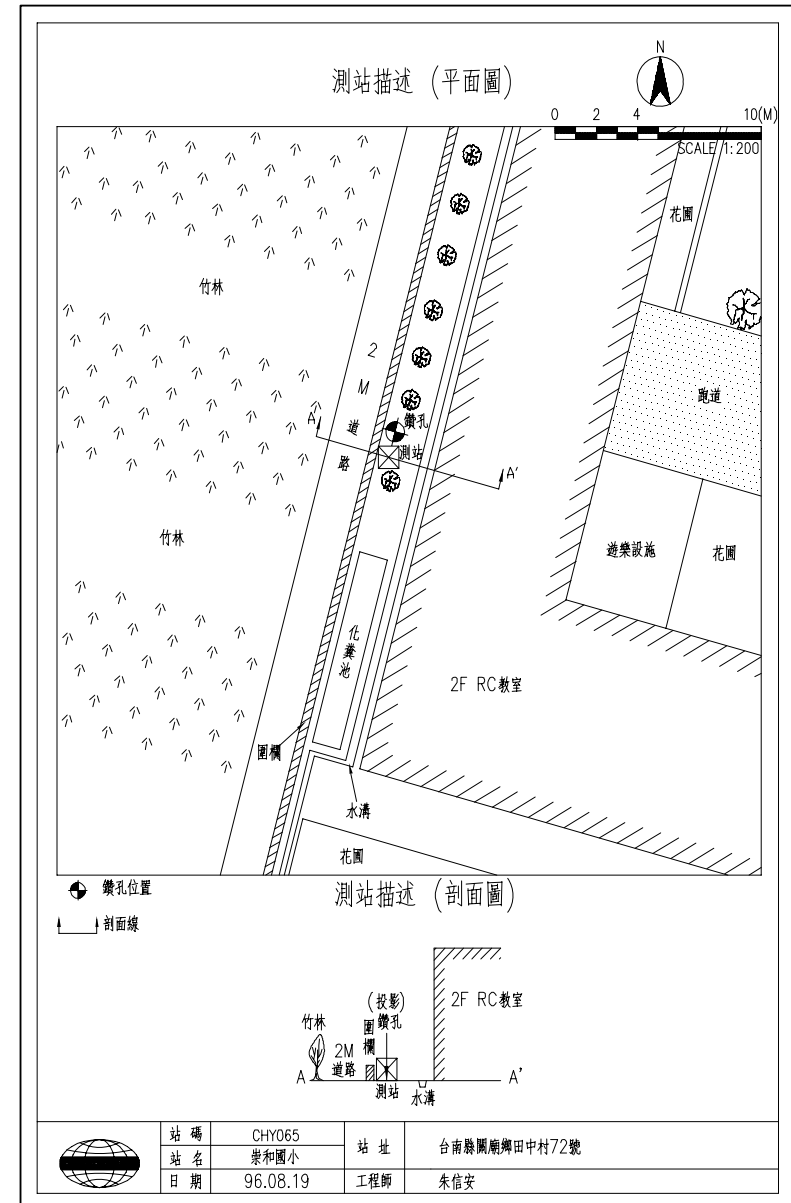 測站描述 (平面圖)
N
0 2 4 10(M)
SCALE 1:200
花圃
竹林
2M道路
跑道
A
鑽孔
測站
A'
竹林
遊樂設施
花圃
化糞池
2F RC教室
圍欄
水溝
花圃
鑽孔位置
剖面線
測站描述 (剖面圖)
(投影)
鑽孔
圍欄
2F RC教室
竹林
2M
道路
A
A'
測站
水溝
站碼 CHY065
站址 台南縣關廟鄉田中村72號
站名 崇和國小
日期 96.08.19
工程師 朱信安